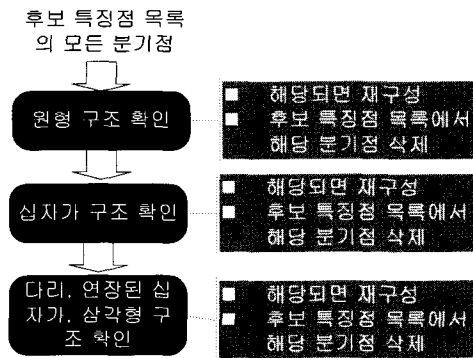 후보 특징점 목록
의 모든 분기점
원형 구조 확인
■ 해당되면 재구성
■ 후보 특징점 목록에서
해당 분기점 삭제
십자가 구조 확인
■ 해당되면 재구성
■ 후보 특징점 목록에서
해당 분기점 삭제
다리, 연장된 십
자가, 삼각형 구
조 확인
■ 해당되면 재구성
■ 후보 특징점 목록에서
해당 분기점 삭제